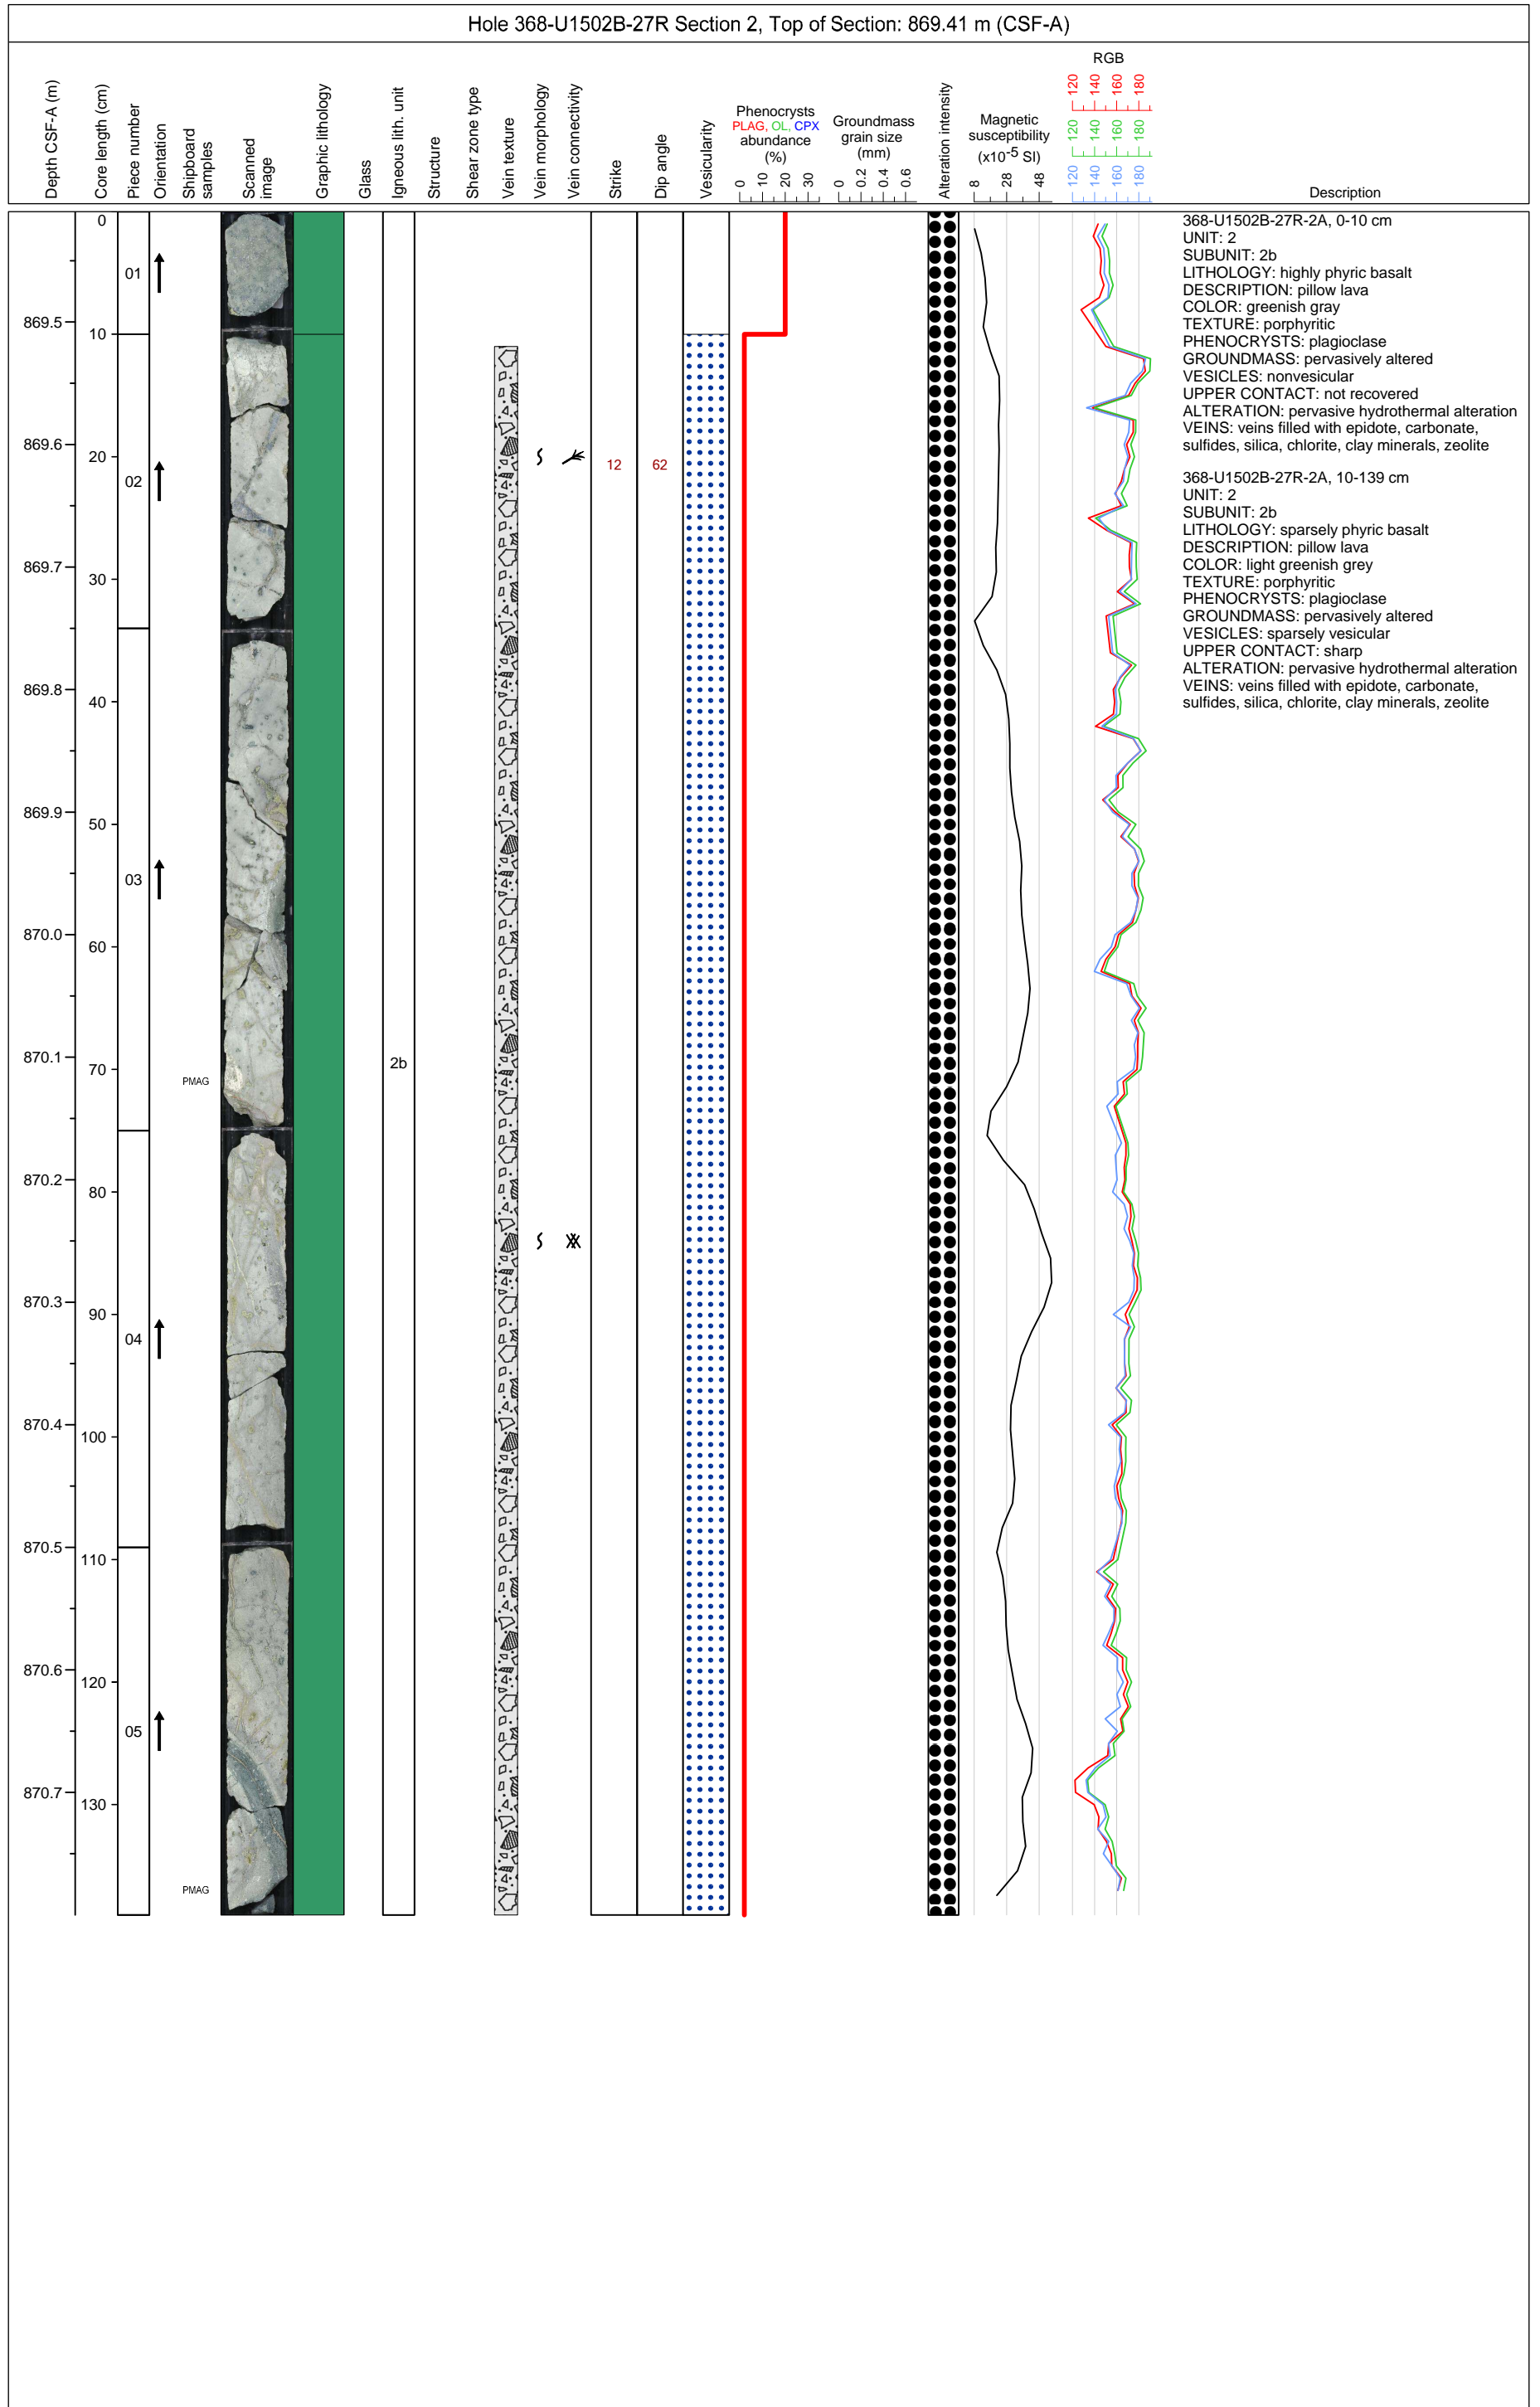 Hole 368-U1502B-27R Section 2, Top of Section: 869.41 m (CSF-A)
Depth CSF-A (m)
Core length (cm)
Piece number
Orientation
Shipboard
samples
Scanned
image
Graphic lithology
Glass
Igneous lith. unit
Structure
Shear zone type
Vein texture
Vein morphology
Vein connectivity
Strike
Dip angle
Vesicularity
Phenocrysts
PLAG, OL, CPX
abundance
(%)
0 10 20 30
Groundmass
grain size
(mm)
0 0.2 0.4 0.6
Alteration intensity
Magnetic
susceptibility
(x10-5 SI)
8 28 48
RGB
120 140 160 180
120 140 160 180
120 140 160 180
Description
869.5
869.6
869.7
869.8
869.9
870.0
870.1
870.2
870.3
870.4
870.5
870.6
870.7
0
10
20
30
40
50
60
70
80
90
100
110
120
130
01
02
03
04
05
PMAG
PMAG
2b
12
62
368-U1502B-27R-2A, 0-10 cm
UNIT: 2
SUBUNIT: 2b
LITHOLOGY: highly phyric basalt
DESCRIPTION: pillow lava
COLOR: greenish gray
TEXTURE: porphyritic
PHENOCRYSTS: plagioclase
GROUNDMASS: pervasively altered
VESICLES: nonvesicular
UPPER CONTACT: not recovered
ALTERATION: pervasive hydrothermal alteration
VEINS: veins filled with epidote, carbonate,
sulfides, silica, chlorite, clay minerals, zeolite
368-U1502B-27R-2A, 10-139 cm
UNIT: 2
SUBUNIT: 2b
LITHOLOGY: sparsely phyric basalt
DESCRIPTION: pillow lava
COLOR: light greenish grey
TEXTURE: porphyritic
PHENOCRYSTS: plagioclase
GROUNDMASS: pervasively altered
VESICLES: sparsely vesicular
UPPER CONTACT: sharp
ALTERATION: pervasive hydrothermal alteration
VEINS: veins filled with epidote, carbonate,
sulfides, silica, chlorite, clay minerals, zeolite